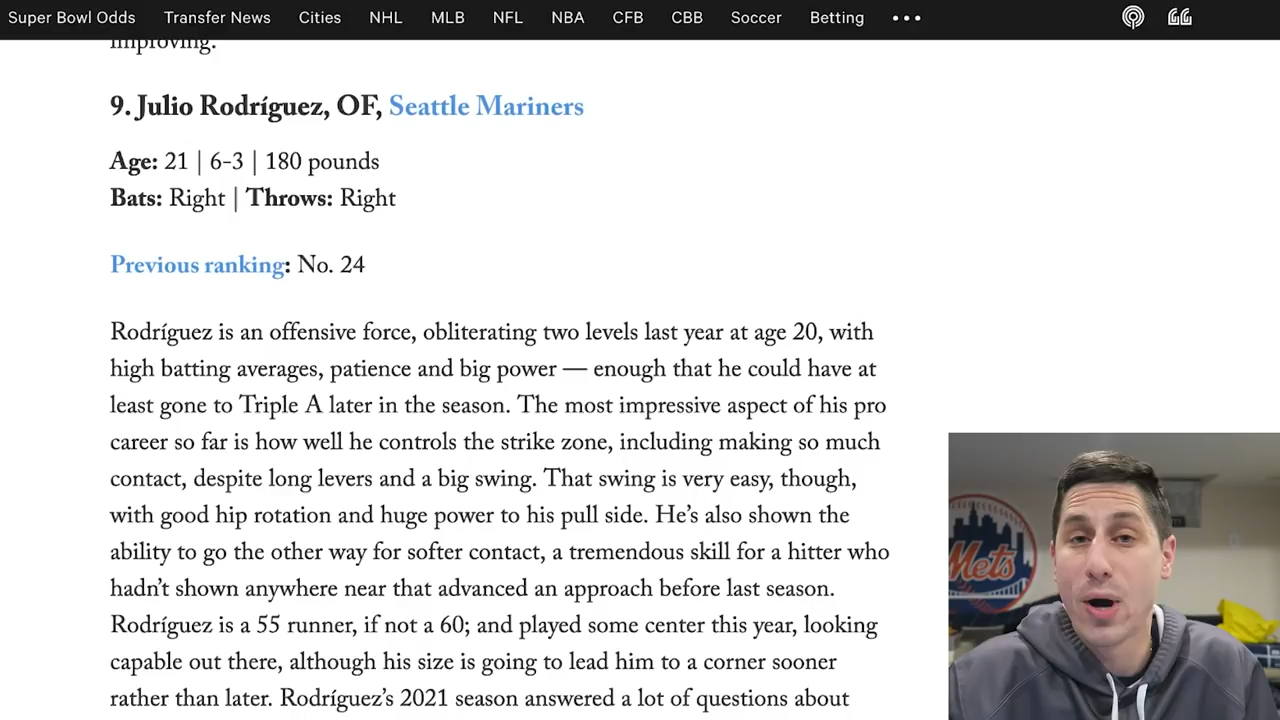 Super Bowl Odds Transfer News Cities NHL MLB NFL NBA CFB CBB Soccer Betting
improving.
9. Julio Rodríguez, OF, Seattle Mariners
Age: 21 | 6-3 | 180 pounds
Bats: Right | Throws: Right
Previous ranking: No. 24
Rodríguez is an offensive force, obliterating two levels last year at age 20, with
high batting averages, patience and big power — enough that he could have at
least gone to Triple A later in the season. The most impressive aspect of his pro
career so far is how well he controls the strike zone, including making so much
contact, despite long levers and a big swing. That swing is very easy, though,
with good hip rotation and huge power to his pull side. He’s also shown the
ability to go the other way for softer contact, a tremendous skill for a hitter who
hadn’t shown anywhere near that advanced an approach before last season.
Rodríguez is a 55 runner, if not a 60; and played some center this year, looking
capable out there, although his size is going to lead him to a corner sooner
rather than later. Rodríguez’s 2021 season answered a lot of questions about
Mets